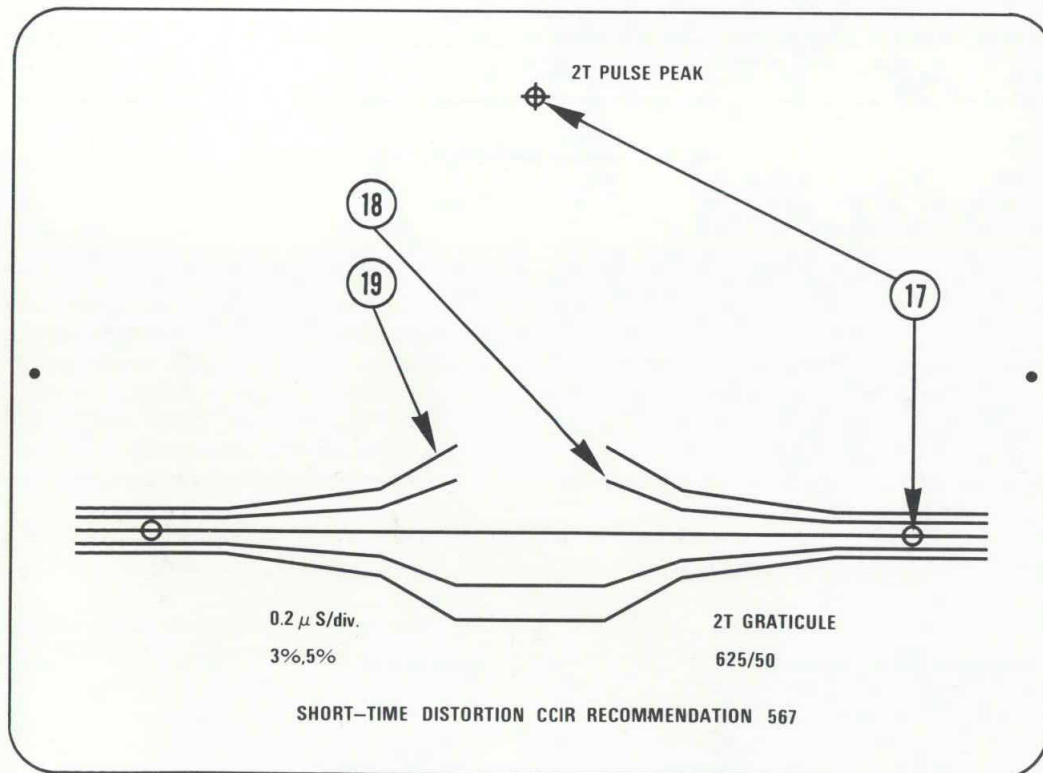 2T PULSE PEAK
18
19
17
0.2 μ S/div.
3%,5%
2T GRATICULE
625/50
SHORT–TIME DISTORTION CCIR RECOMMENDATION 567